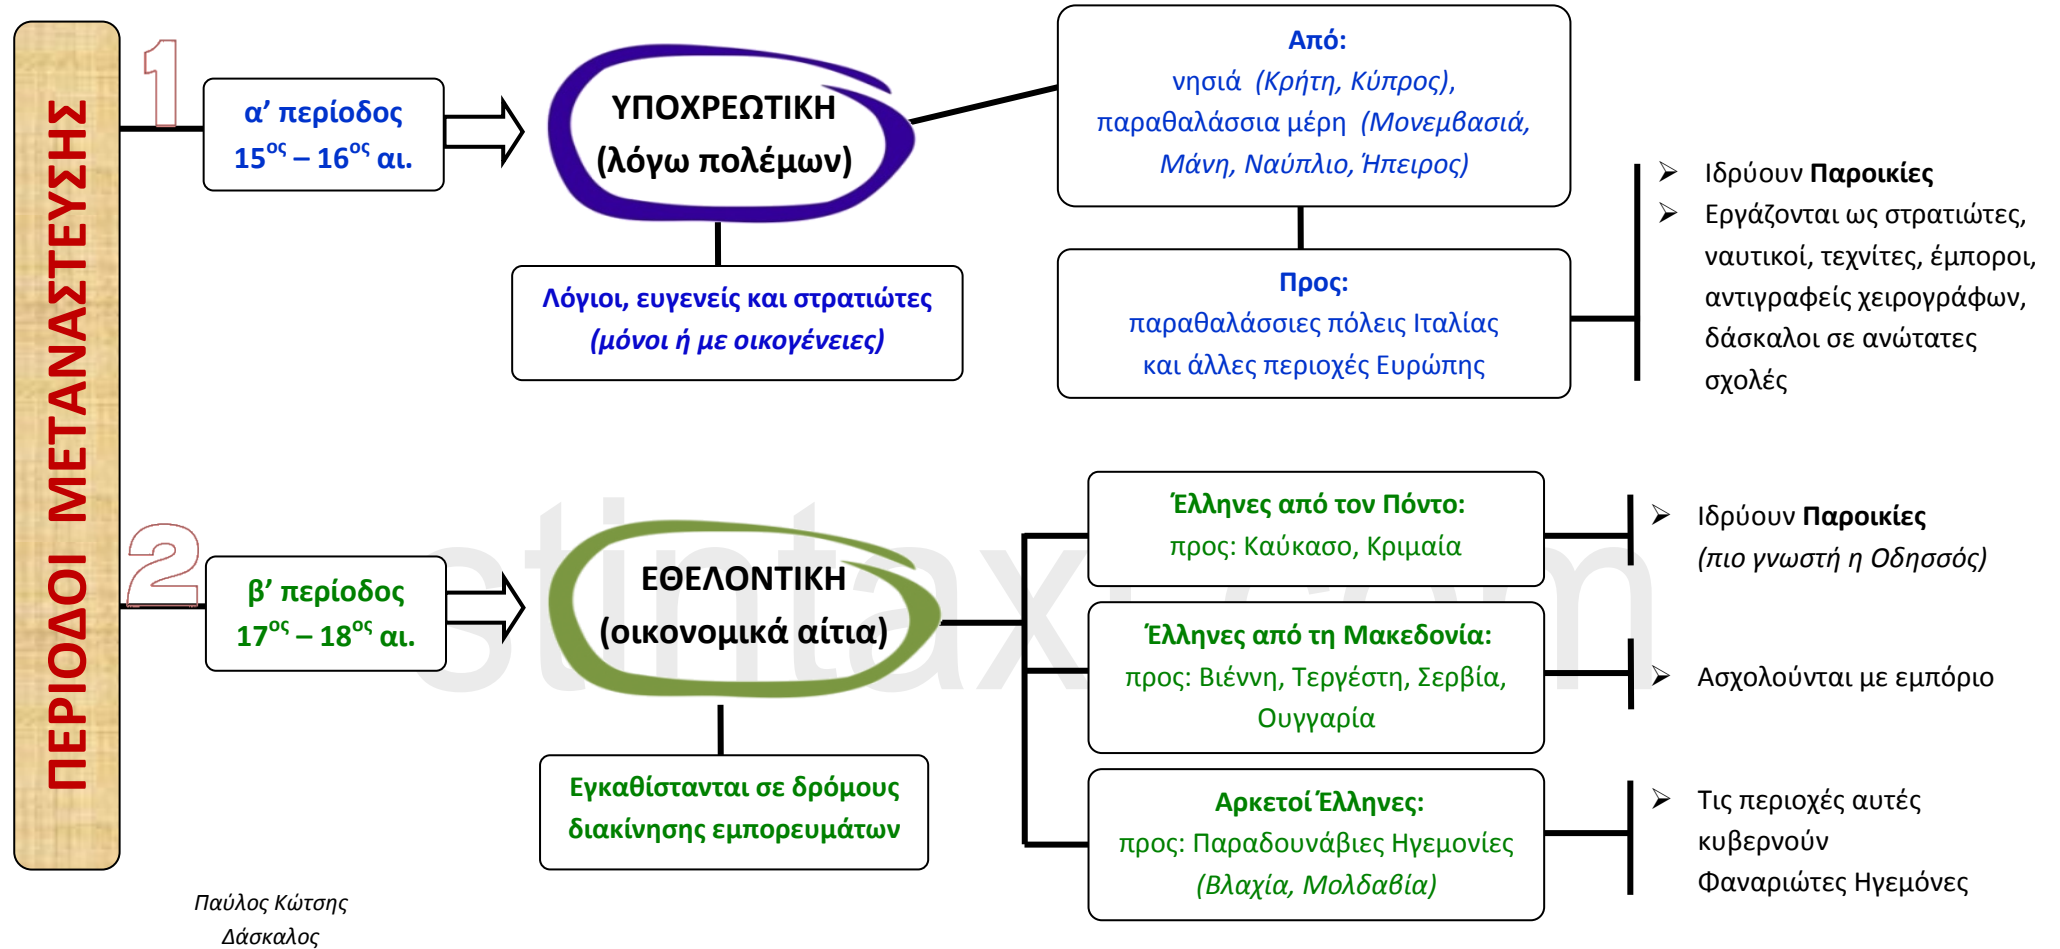 ΠΕΡΙΟΔΟΙ ΜΕΤΑΝΑΣΤΕΥΣΗΣ
1
α’ περίοδος
15ος – 16ος αι.
ΥΠΟΧΡΕΩΤΙΚΗ
(λόγω πολέμων)
Λόγιοι, ευγενείς και στρατιώτες
(μόνοι ή με οικογένειες)
Από:
νησιά (Κρήτη, Κύπρος),
παραθαλάσσια μέρη (Μονεμβασιά,
Μάνη, Ναύπλιο, Ήπειρος)
Προς:
παραθαλάσσιες πόλεις Ιταλίας
και άλλες περιοχές Ευρώπης
➢ Ιδρύουν Παροικίες
➢ Εργάζονται ως στρατιώτες,
ναυτικοί, τεχνίτες, έμποροι,
αντιγραφείς χειρογράφων,
δάσκαλοι σε ανώτατες
σχολές
2
β’ περίοδος
17ος – 18ος αι.
ΕΘΕΛΟΝΤΙΚΗ
(οικονομικά αίτια)
Εγκαθίστανται σε δρόμους
διακίνησης εμπορευμάτων
Έλληνες από τον Πόντο:
προς: Καύκασο, Κριμαία
➢ Ιδρύουν Παροικίες
(πιο γνωστή η Οδησσός)
Έλληνες από τη Μακεδονία:
προς: Βιέννη, Τεργέστη, Σερβία,
Ουγγαρία
➢ Ασχολούνται με εμπόριο
Αρκετοί Έλληνες:
προς: Παραδουνάβιες Ηγεμονίες
(Βλαχία, Μολδαβία)
➢ Τις περιοχές αυτές
κυβερνούν
Φαναριώτες Ηγεμόνες
Παύλος Κώτσης
Δάσκαλος